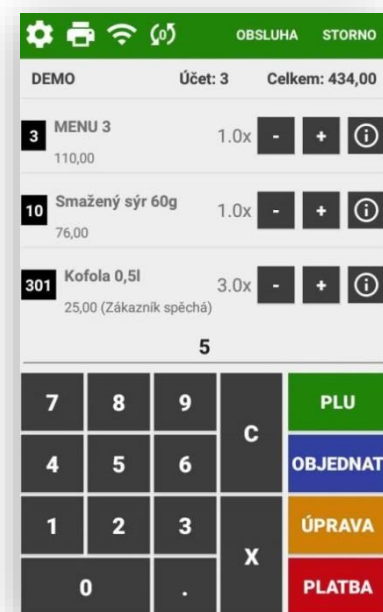 (0) OBSLUHA STORNO
DEMO Účet: 3 Celkem: 434,00
3 MENU 3 1.0x - + i
110,00
10 Smažený sýr 60g 1.0x - + i
76,00
301 Kofola 0,5l 3.0x - + i
25,00 (Zákazník spěchá)
5
7 8 9 C PLU
4 5 6 OBJEDNAT
1 2 3 X ÚPRAVA
0 . PLATBA